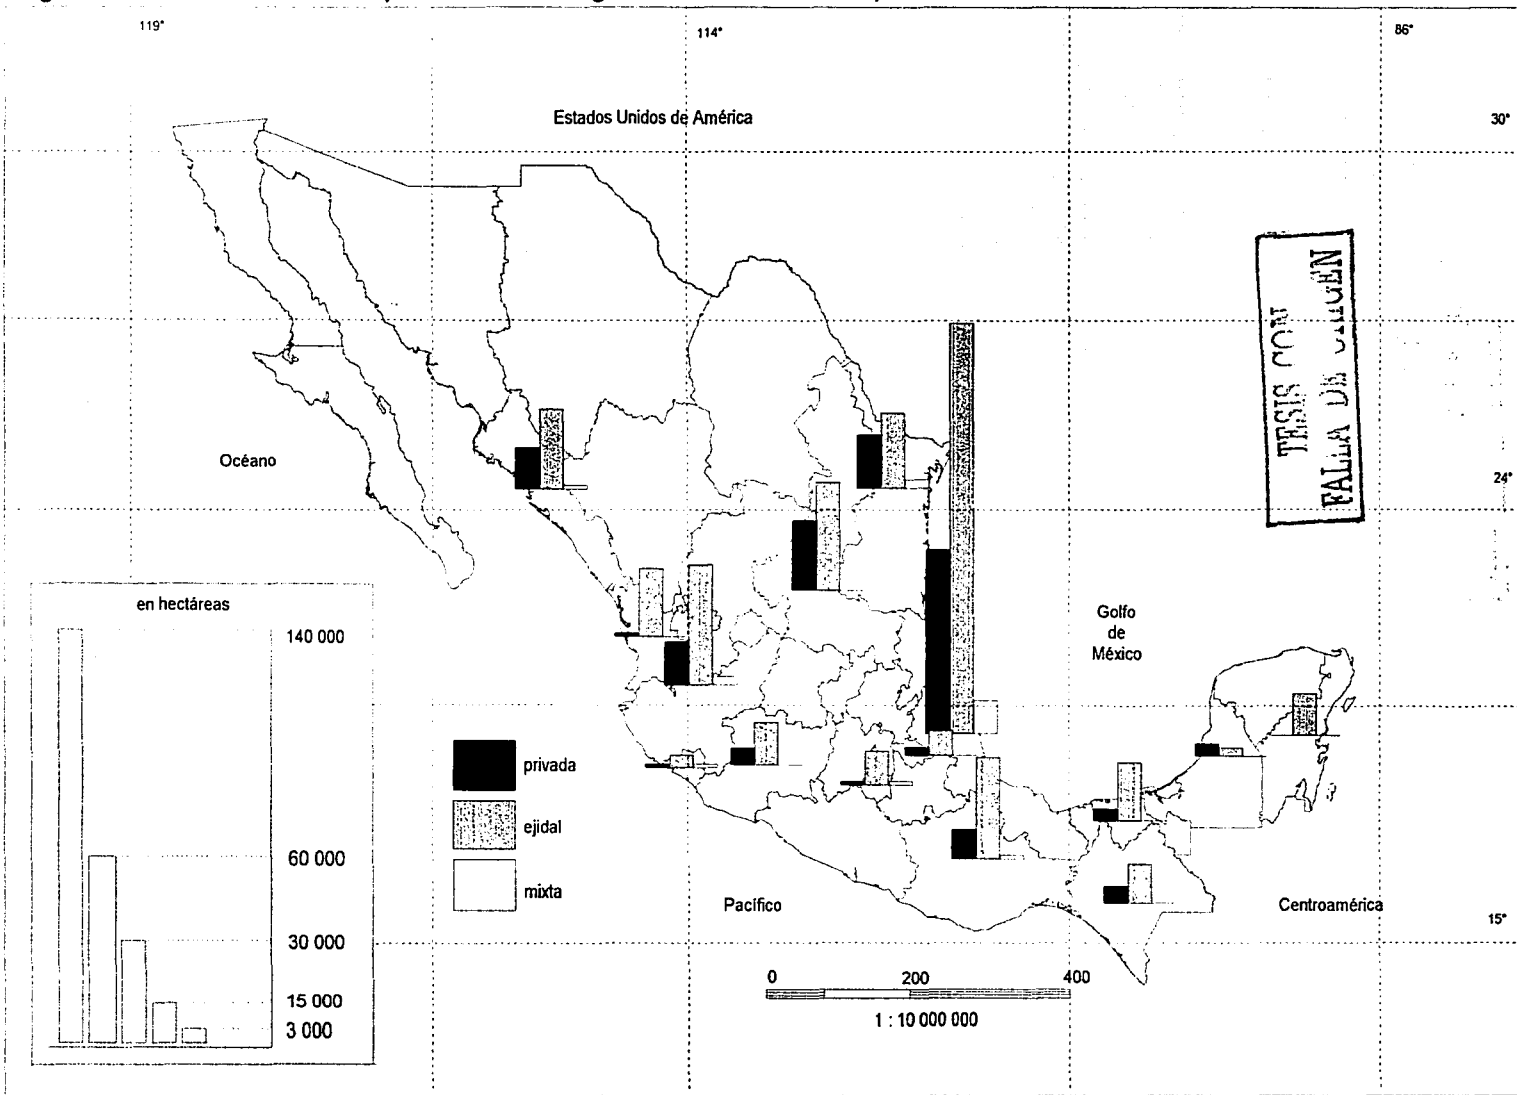 119°
114°
86°
Estados Unidos de América
30°
TESIS CON
FALLA DE ORIGEN
Océano
24°
en hectáreas
140 000
60 000
30 000
15 000
3 000
Golfo
de
México
privada
ejidal
mixta
Pacífico
Centroamérica
15°
0 200 400
1 : 10 000 000